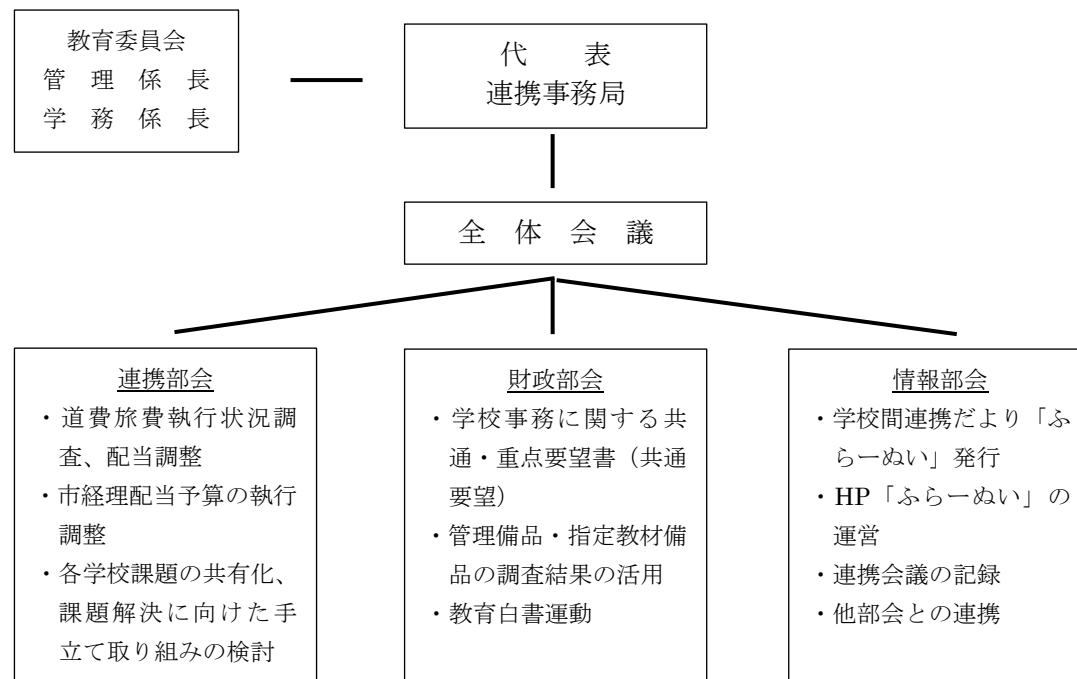 教育委員会
管 理 係 長
学 務 係 長
代 表
連携事務局
全 体 会 議
連携部会
・道費旅費執行状況調
査、配当調整
・市経理配当予算の執行
調整
・各学校課題の共有化、
課題解決に向けた手
立て取り組みの検討
財政部会
・学校事務に関する共
通・重点要望書（共通
要望）
・管理備品・指定教材備
品の調査結果の活用
・教育白書運動
情報部会
・学校間連携だより「ふ
らーぬい」発行
・HP「ふらーぬい」の
運営
・連携会議の記録
・他部会との連携